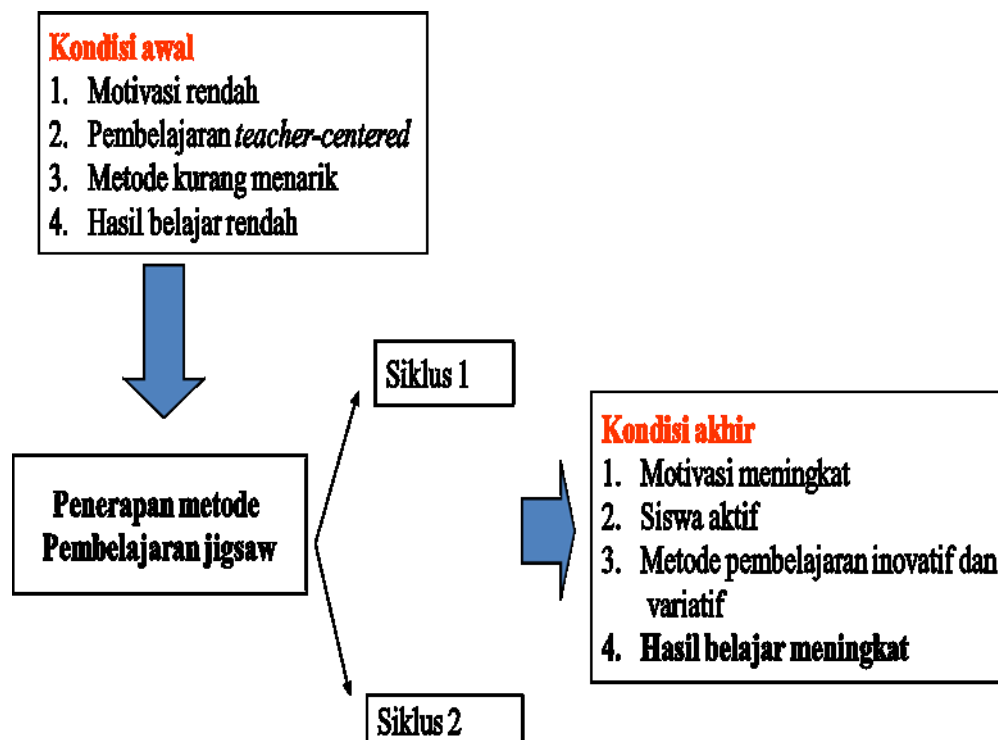 Kondisi awal
1. Motivasi rendah
2. Pembelajaran teacher-centered
3. Metode kurang menarik
4. Hasil belajar rendah
Siklus 1
Penerapan metode
Pembelajaran jigsaw
Kondisi akhir
1. Motivasi meningkat
2. Siswa aktif
3. Metode pembelajaran inovatif dan
variatif
4. Hasil belajar meningkat
Siklus 2